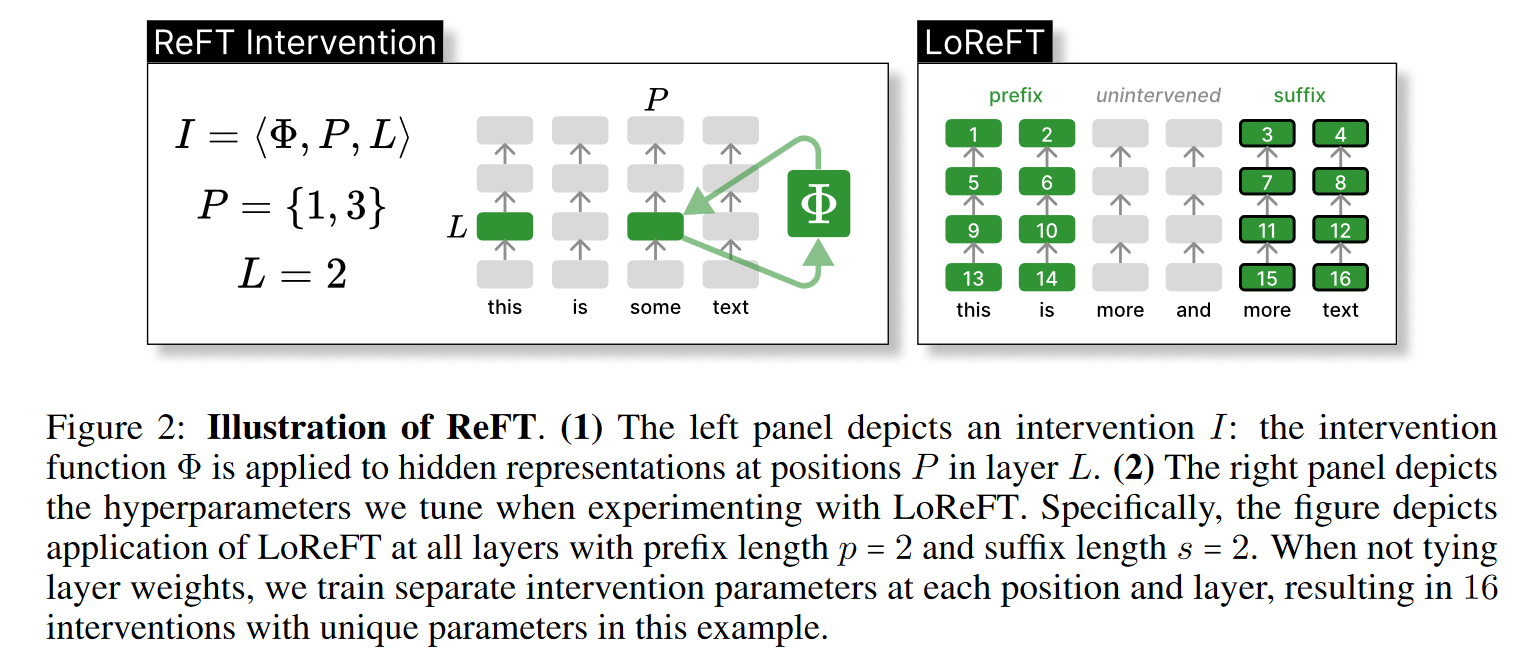 ReFT Intervention
I = ⟨Φ, P, L⟩
P = {1, 3}
L = 2
P
L
Φ
this is some text
LoReFT
prefix unintervened suffix
1 2 3 4
5 6 7 8
9 10 11 12
13 14 15 16
this is more and more text
Figure 2: Illustration of ReFT. (1) The left panel depicts an intervention I: the intervention
function Φ is applied to hidden representations at positions P in layer L. (2) The right panel depicts
the hyperparameters we tune when experimenting with LoReFT. Specifically, the figure depicts
application of LoReFT at all layers with prefix length p = 2 and suffix length s = 2. When not tying
layer weights, we train separate intervention parameters at each position and layer, resulting in 16
interventions with unique parameters in this example.